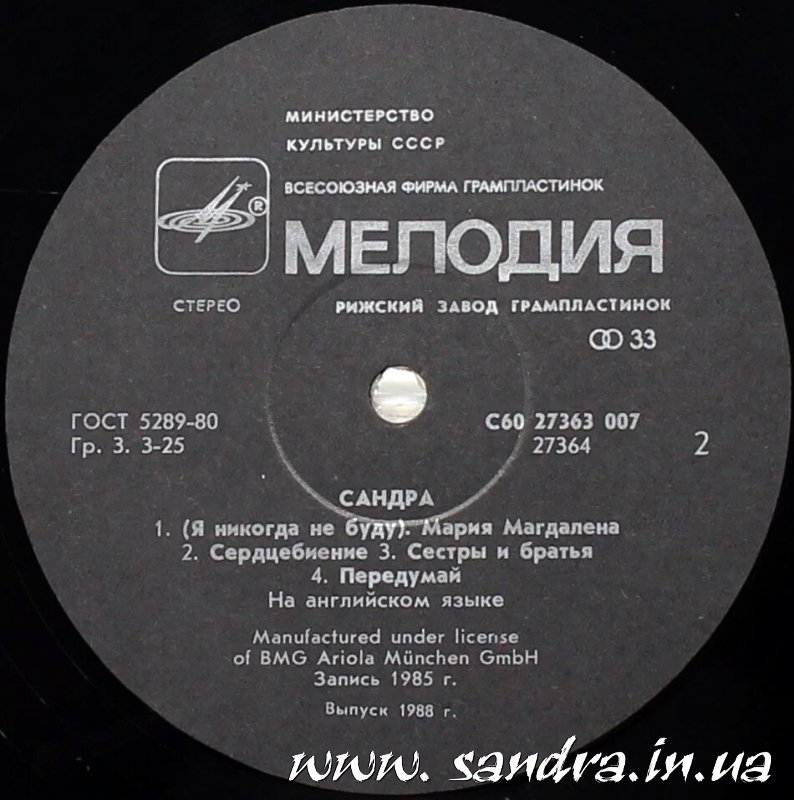 МИНИСТЕРСТВО
КУЛЬТУРЫ СССР
ВСЕСОЮЗНАЯ ФИРМА ГРАМПЛАСТИНОК
®
МЕЛОДИЯ
СТЕРЕО
РИЖСКИЙ ЗАВОД ГРАМПЛАСТИНОК
33
ГОСТ 5289-80
Гр. 3. 3-25
С60 27363 007
27364
2
САНДРА
1. (Я никогда не буду). Мария Магдалена
2. Сердцебиение 3. Сестры и братья
4. Передумай
На английском языке
Manufactured under license
of BMG Ariola München GmbH
Запись 1985 г.
Выпуск 1988 г.
www. sandra.in.ua